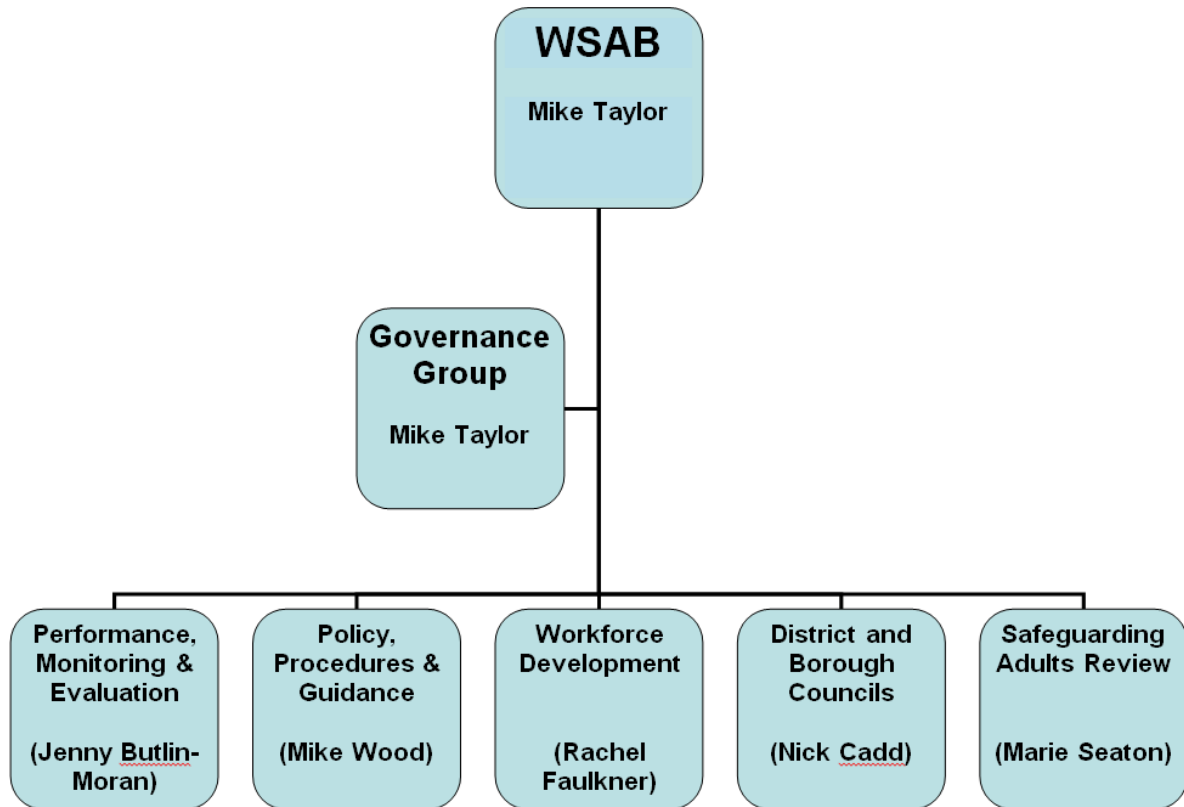 WSAB
Mike Taylor
Governance
Group
Mike Taylor
Performance,
Monitoring &
Evaluation
(Jenny Butlin-
Moran)
Policy,
Procedures &
Guidance
(Mike Wood)
Workforce
Development
(Rachel
Faulkner)
District and
Borough
Councils
(Nick Cadd)
Safeguarding
Adults Review
(Marie Seaton)